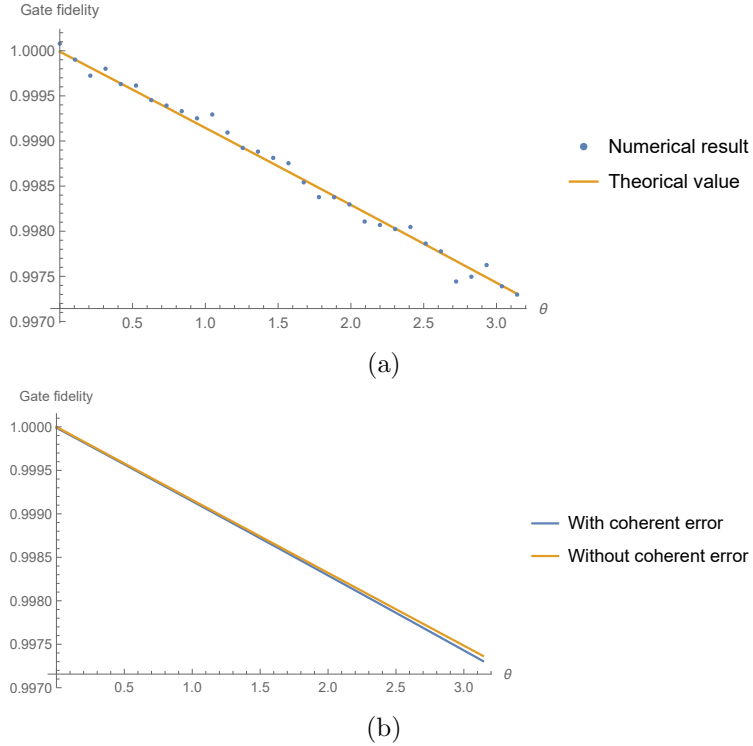 Gate fidelity
1.0000
0.9995
0.9990
0.9985
0.9980
0.9975
0.9970
0.5 1.0 1.5 2.0 2.5 3.0 θ
Numerical result
Theorical value
(a)
Gate fidelity
1.0000
0.9995
0.9990
0.9985
0.9980
0.9975
0.9970
0.5 1.0 1.5 2.0 2.5 3.0 θ
With coherent error
Without coherent error
(b)